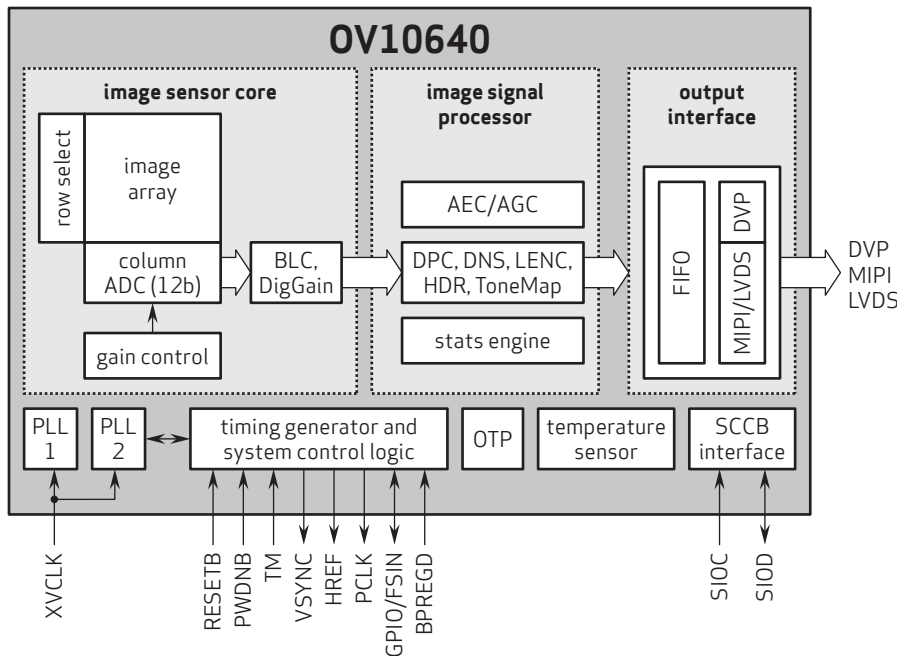 OV10640
image sensor core
row select
image
array
column
ADC (12b)
gain control
BLC,
DigGain
image signal
processor
AEC/AGC
DPC, DNS, LENC,
HDR, ToneMap
stats engine
output
interface
FIFO
DVP
MIPI/LVDS
DVP
MIPI
LVDS
PLL
1
PLL
2
timing generator and
system control logic
OTP
temperature
sensor
SCCB
interface
XVCLK
RESETB
PWDNB
TM
VSYNC
HREF
PCLK
GPIO/FSIN
BPREGD
SIOC
SIOD